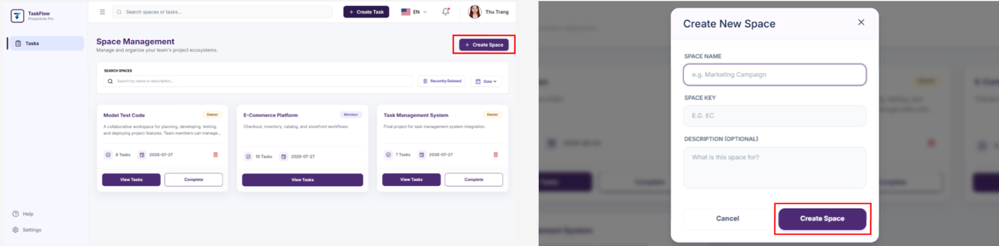 TaskFlow
Productivity Pro
Search spaces or tasks...
+ Create Task
EN
Thu Trang
Tasks
Space Management
Manage and organize your team's project ecosystems.
+ Create Space
SEARCH SPACES
Search by name or description...
Recently Deleted
Date
Model Test Code
Owner
A collaborative workspace for planning, developing, testing,
and deploying project features. Team members can manage...
8 Tasks
2026-07-27
View Tasks
Complete
E-Commerce Platform
Member
Checkout, inventory, catalog, and storefront workflows.
10 Tasks
2026-07-27
View Tasks
Task Management System
Owner
Final project for task management system integration.
7 Tasks
2026-07-27
View Tasks
Complete
Help
Settings
Create New Space
SPACE NAME
e.g. Marketing Campaign
SPACE KEY
E.G. EC
DESCRIPTION (OPTIONAL)
What is this space for?
Cancel
Create Space